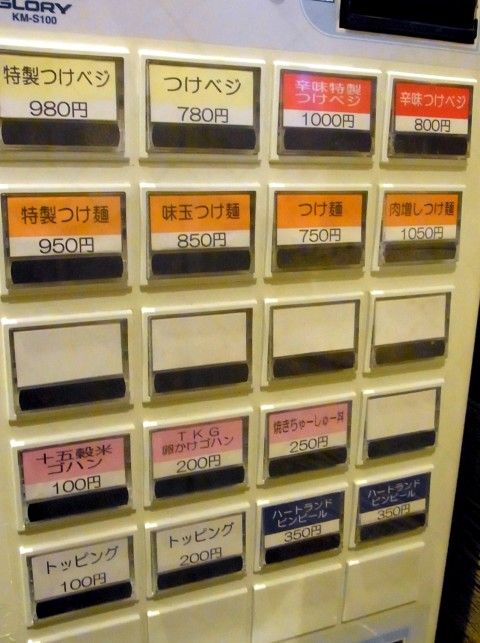 GLORY
KM-S100
特製つけベジ
980円
つけベジ
780円
辛味特製
つけベジ
1000円
辛味つけベジ
800円
特製つけ麺
950円
味玉つけ麺
850円
つけ麺
750円
肉増しつけ麺
1050円
十五穀米
ゴハン
100円
TKG
卵かけゴハン
200円
焼きちゅーしゅー丼
250円
トッピング
100円
トッピング
200円
ハートランド
ビンビール
350円
ハートランド
ビンビール
350円